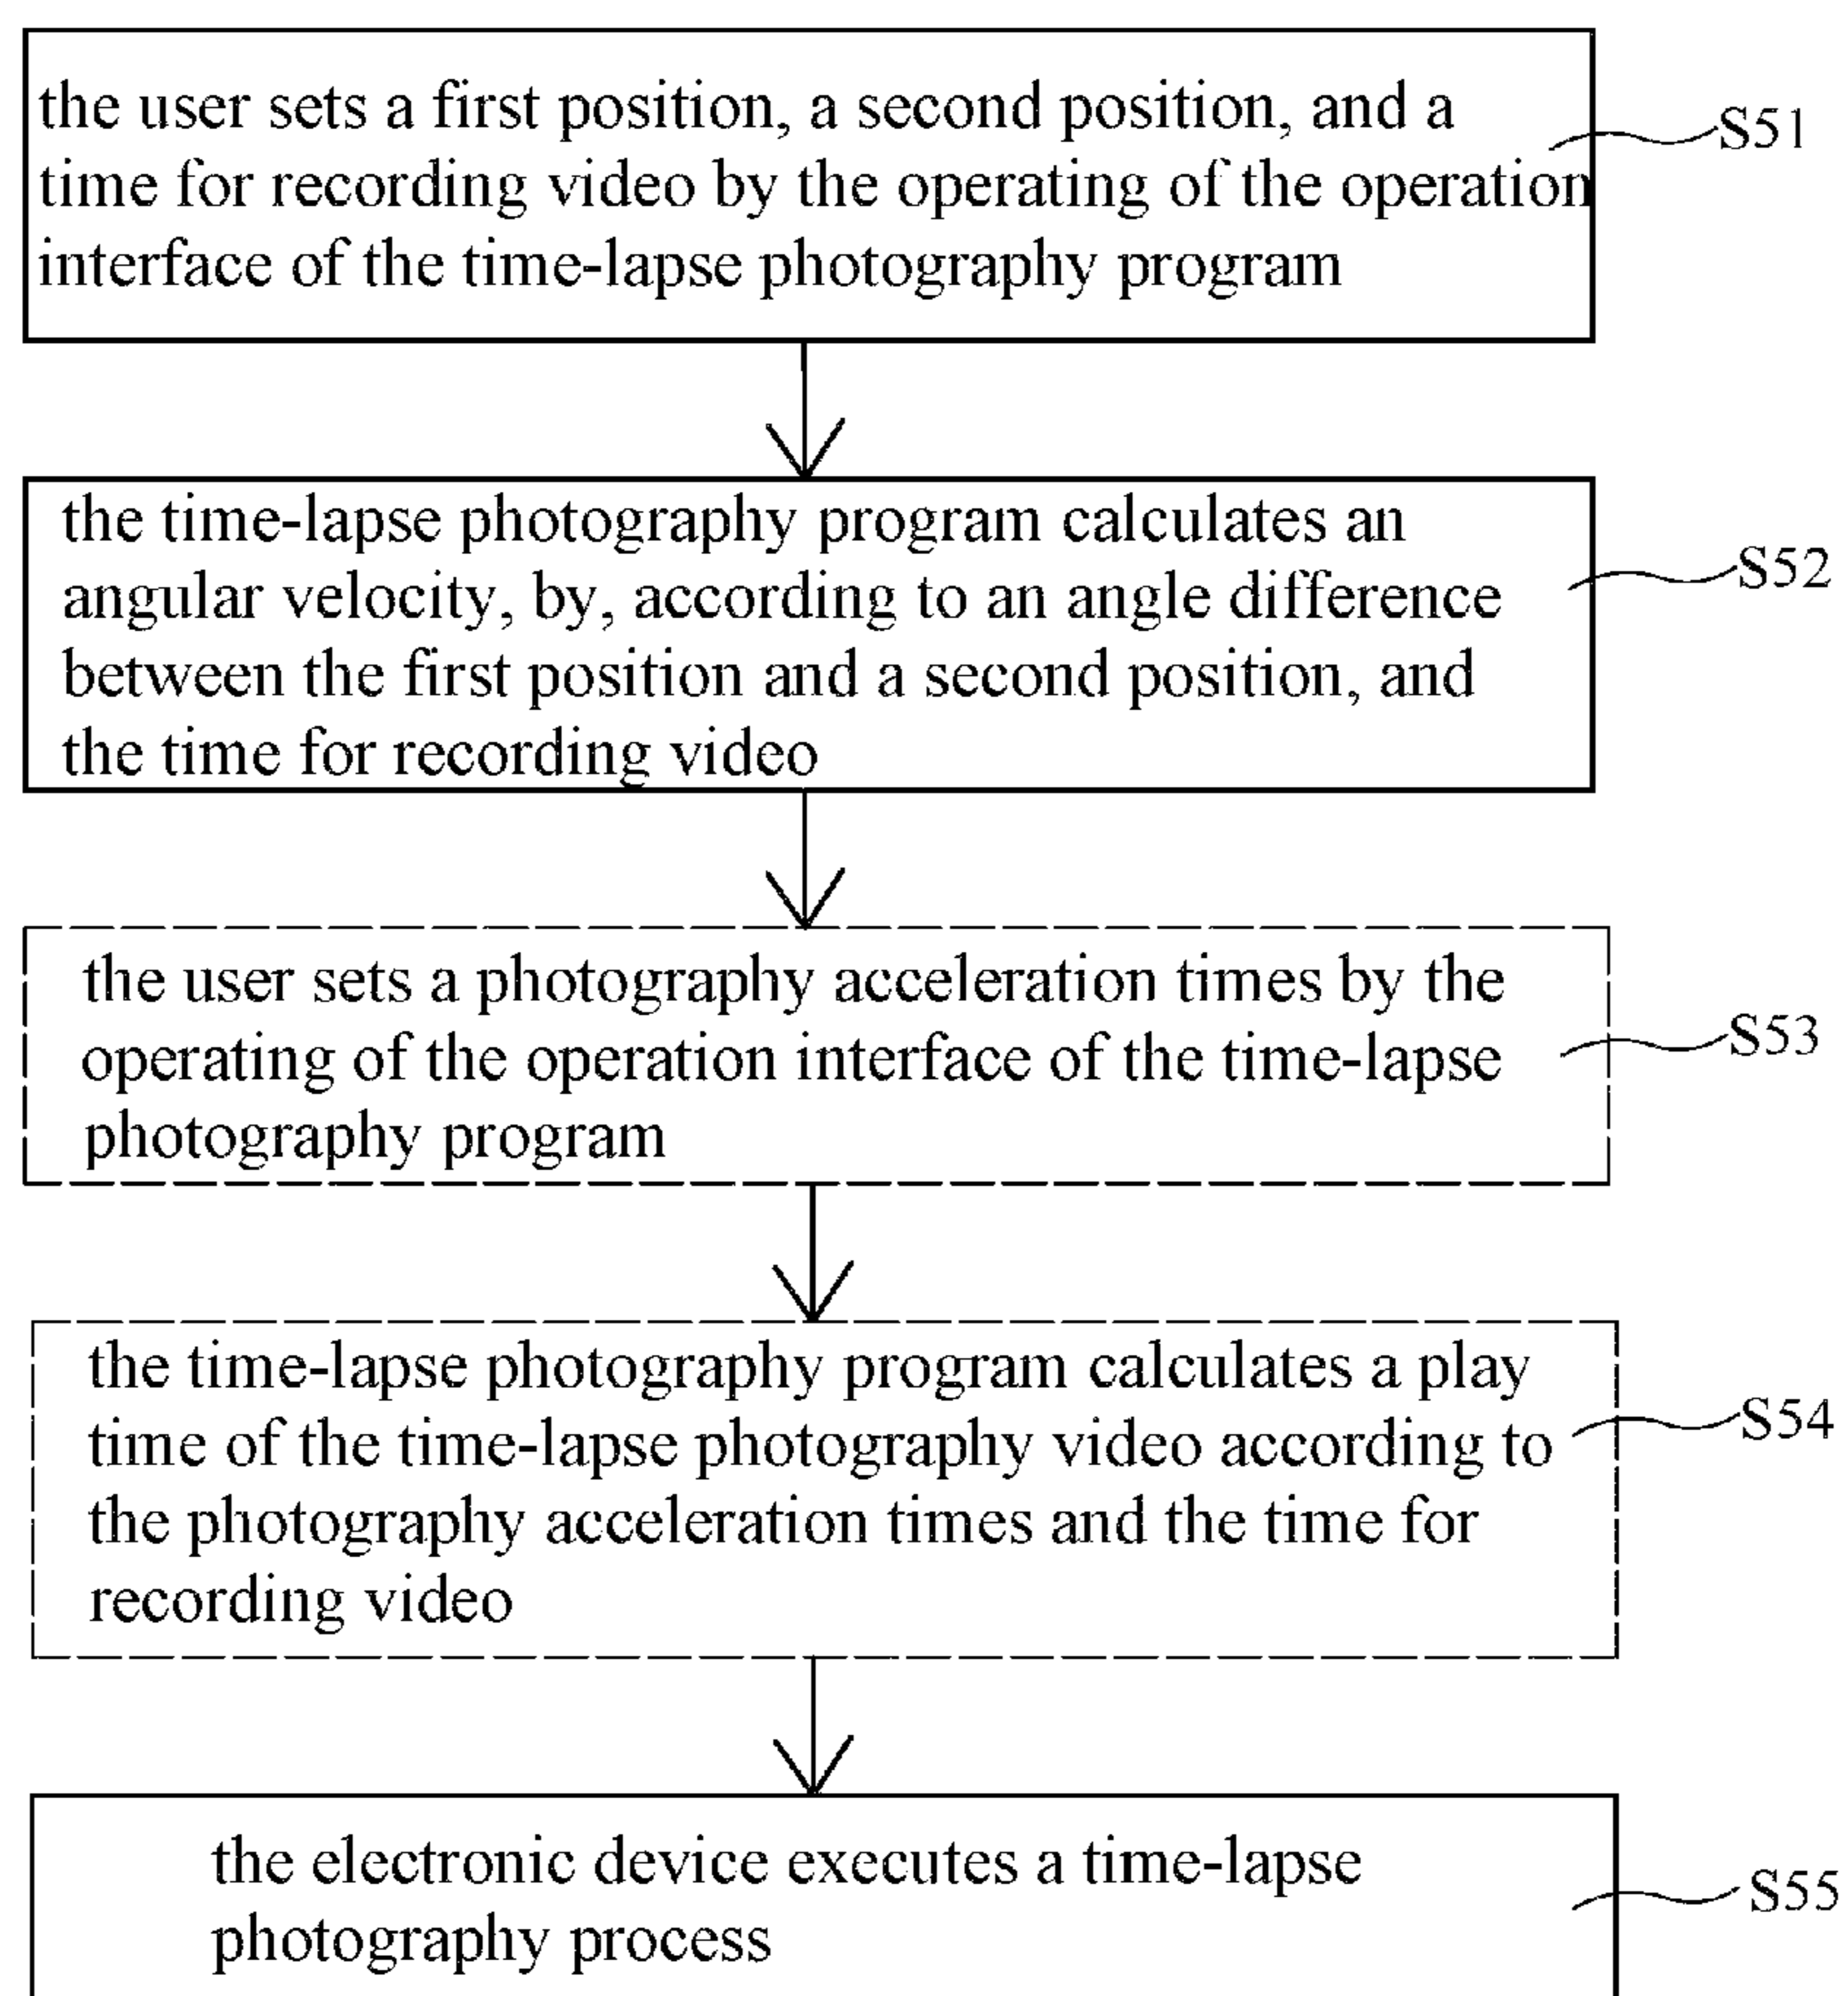 the user sets a first position, a second position, and a
time for recording video by the operating of the operation
interface of the time-lapse photography program
S51
the time-lapse photography program calculates an
angular velocity, by, according to an angle difference
between the first position and a second position, and
the time for recording video
S52
the user sets a photography acceleration times by the
operating of the operation interface of the time-lapse
photography program
S53
the time-lapse photography program calculates a play
time of the time-lapse photography video according to
the photography acceleration times and the time for
recording video
S54
the electronic device executes a time-lapse
photography process
S55